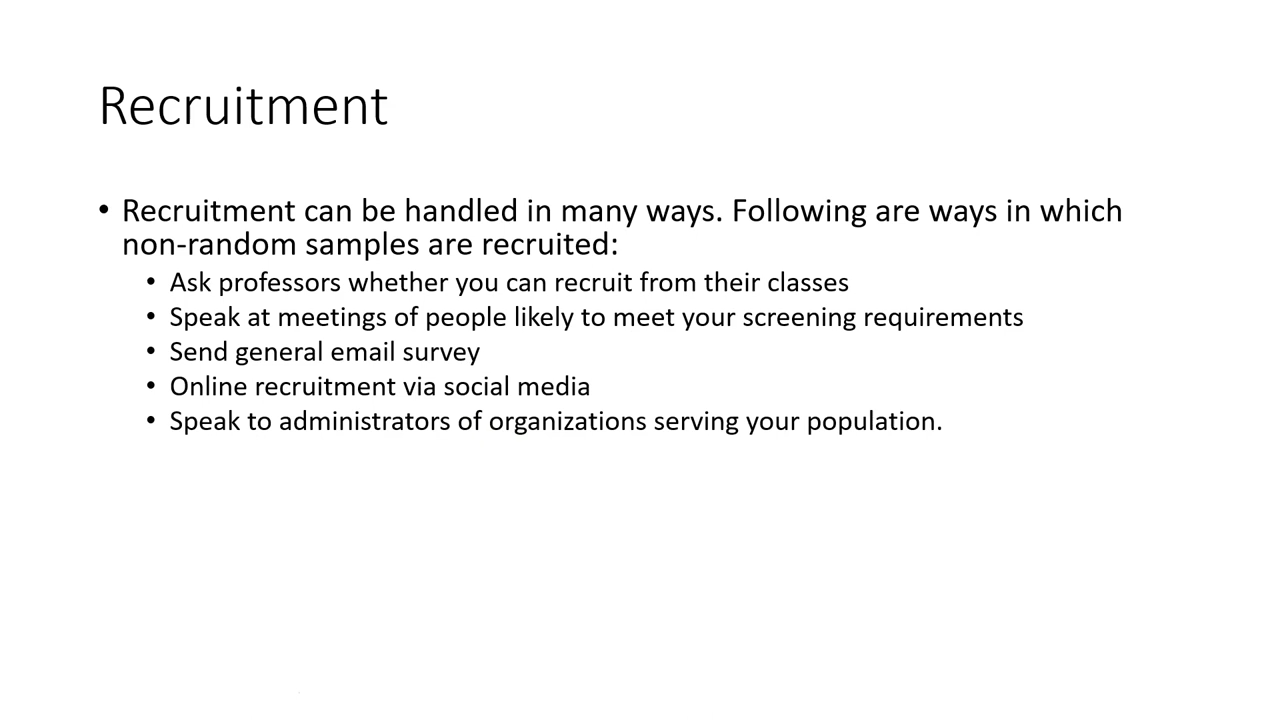 Recruitment
• Recruitment can be handled in many ways. Following are ways in which
non-random samples are recruited:
• Ask professors whether you can recruit from their classes
• Speak at meetings of people likely to meet your screening requirements
• Send general email survey
• Online recruitment via social media
• Speak to administrators of organizations serving your population.